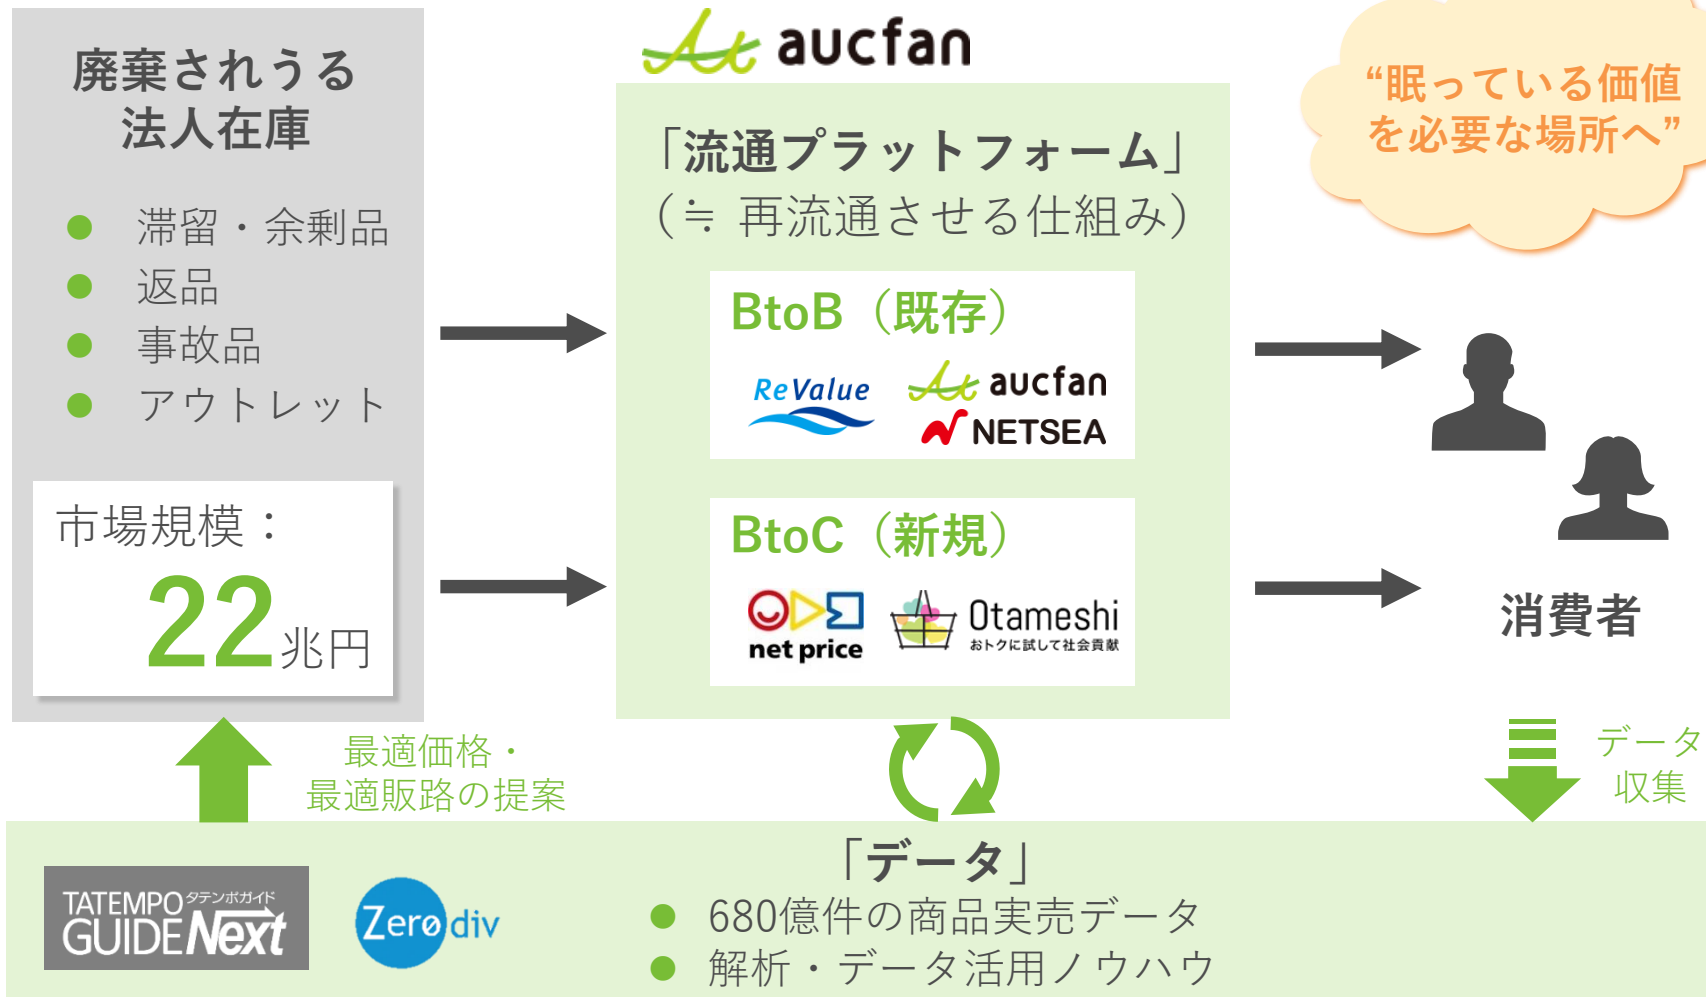 廃棄されうる
法人在庫
● 滞留・余剰品
● 返品
● 事故品
● アウトレット
市場規模：
22兆円
aucfan
「流通プラットフォーム」
（≒ 再流通させる仕組み）
BtoB（既存）
ReValue
aucfan
NETSEA
BtoC（新規）
net price
Otameshi
おトクに試して社会貢献
“眠っている価値
を必要な場所へ”
消費者
最適価格・
最適販路の提案
データ
収集
TATEMPO タテンポガイド
GUIDE Next
Zerodiv
「データ」
● 680億件の商品実売データ
● 解析・データ活用ノウハウ